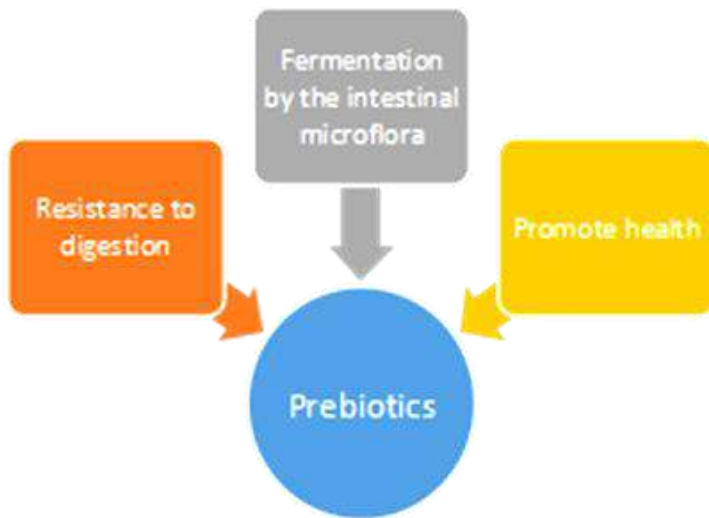 Fermentation
by the intestinal
microflora
Resistance to
digestion
Promote health
Prebiotics